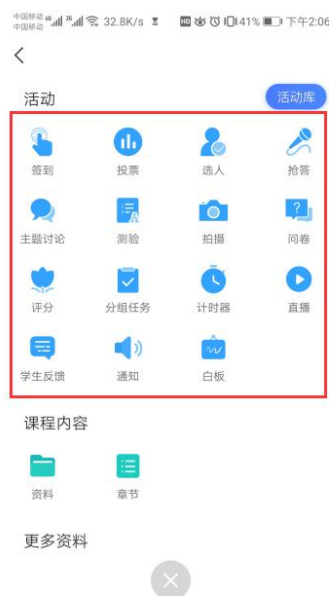 中国移动 32.8K/s HD 41% 下午2:06
中国移动
活动 活动库
签到 投票 选人 抢答
主题讨论 测验 拍摄 问卷
评分 分组任务 计时器 直播
学生反馈 通知 白板
课程内容
资料 章节
更多资料